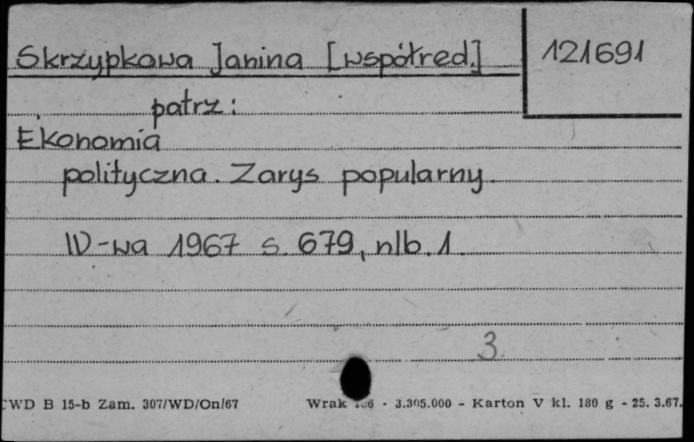 Skrzypkowa Janina [współred.] 121691
patrz:
Ekonomia
polityczna. Zarys popularny.
W-wa 1967 s. 679, nlb. 1.
3
CWD B 15-b Zam. 307/WD/On/67 Wrak - 3.305.000 - Karton V kl. 180 g - 25. 3.67.